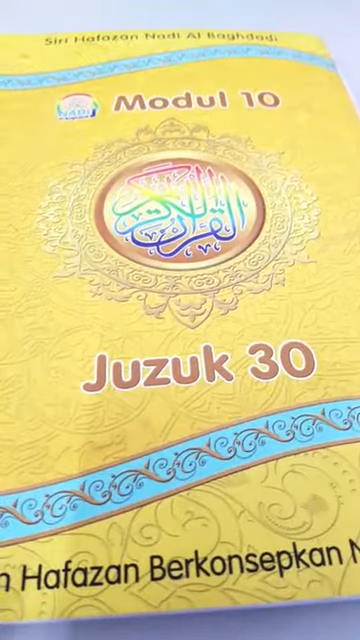 Siri Hafazan Nadi Al Baghdadi
NADI
Modul 10
القرآن الكريم
Juzuk 30
Hafazan Berkonsepkan